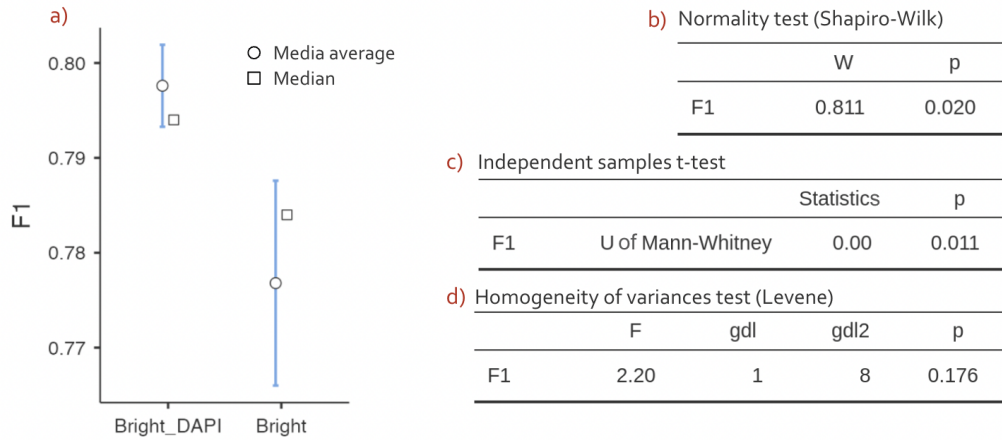 a)
F1
0.80
0.79
0.78
0.77
Media average
Median
Bright_DAPI Bright
b) Normality test (Shapiro-Wilk)
W p
F1 0.811 0.020
c) Independent samples t-test
Statistics p
F1 U of Mann-Whitney 0.00 0.011
d) Homogeneity of variances test (Levene)
F gdl gdl2 p
F1 2.20 1 8 0.176